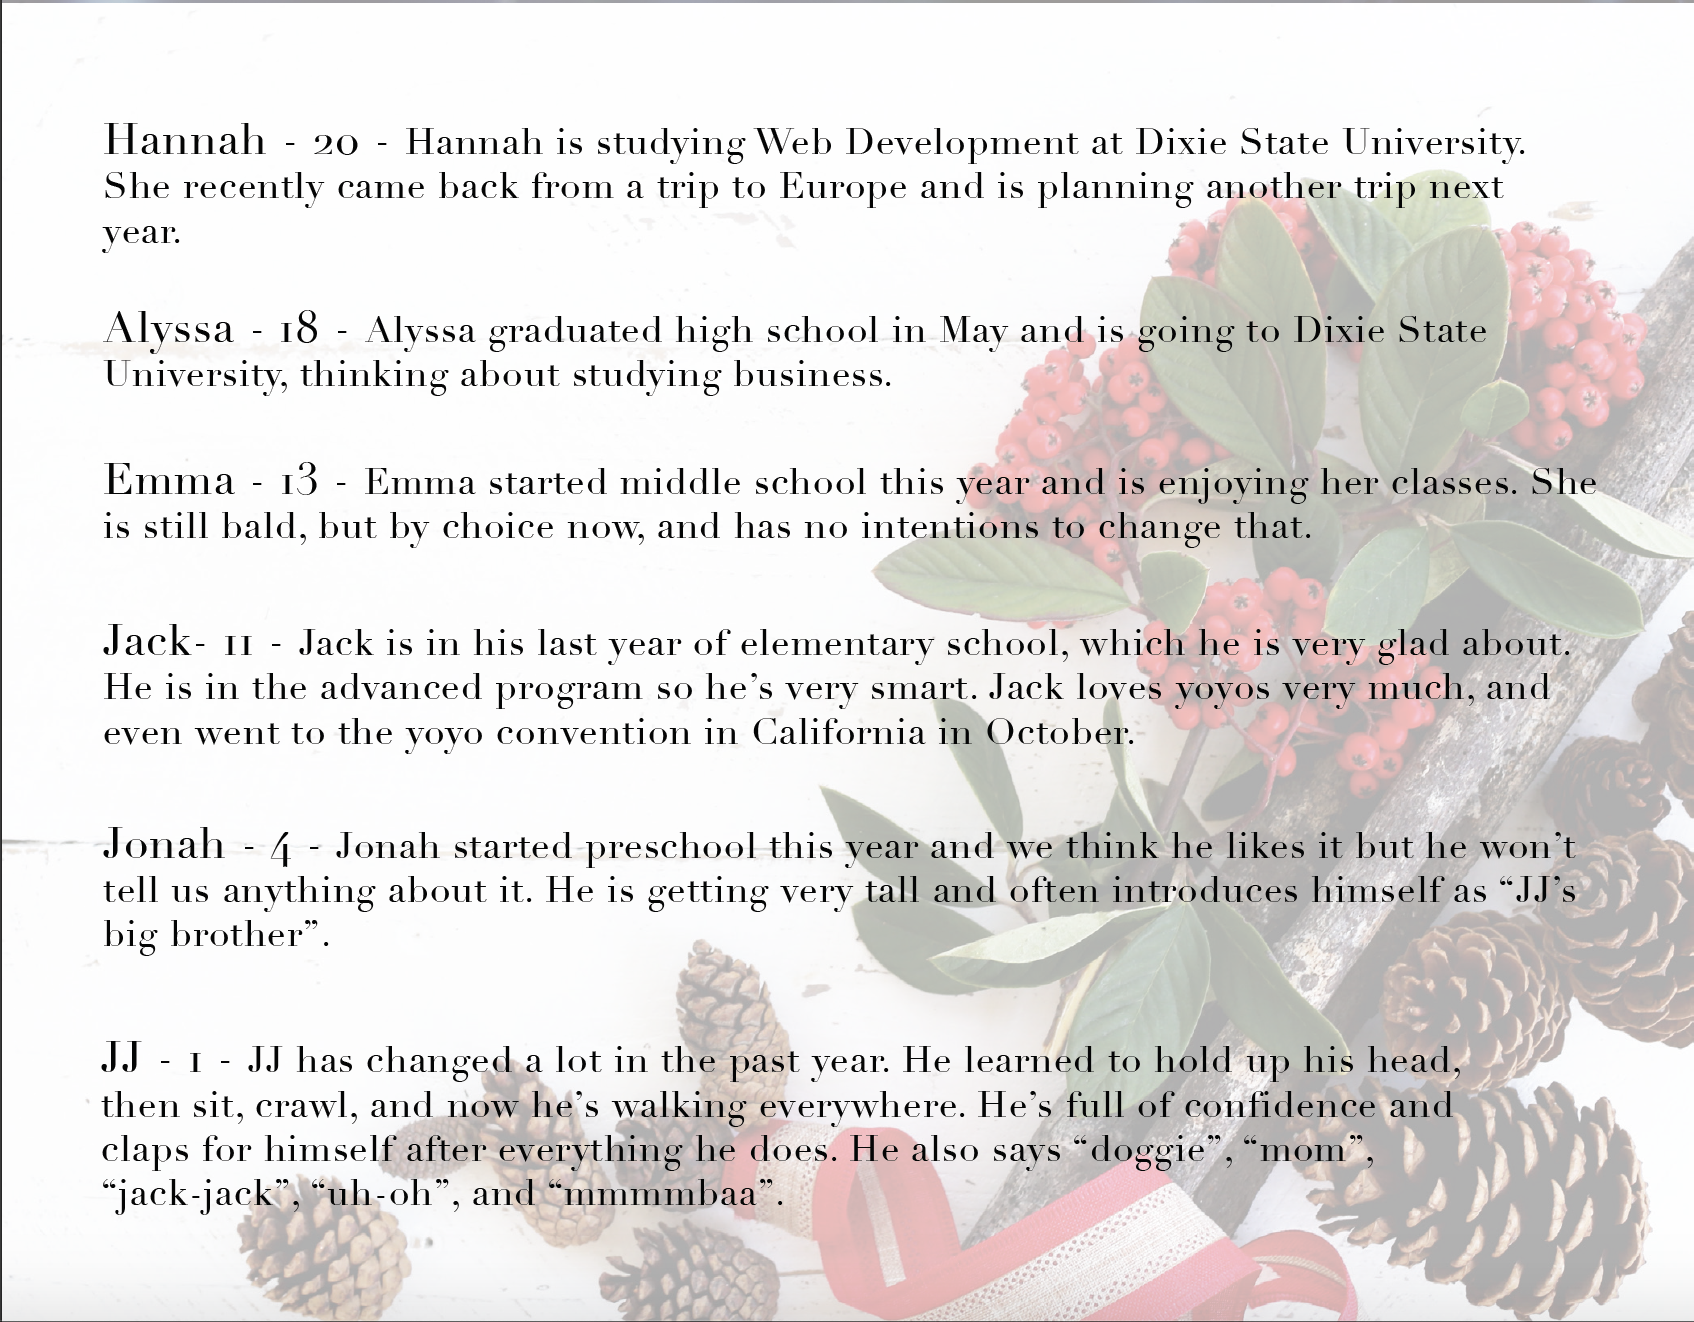 Hannah - 20 - Hannah is studying Web Development at Dixie State University.
She recently came back from a trip to Europe and is planning another trip next
year.
Alyssa - 18 - Alyssa graduated high school in May and is going to Dixie State
University, thinking about studying business.
Emma - 13 - Emma started middle school this year and is enjoying her classes. She
is still bald, but by choice now, and has no intentions to change that.
Jack- 11 - Jack is in his last year of elementary school, which he is very glad about.
He is in the advanced program so he’s very smart. Jack loves yoyos very much, and
even went to the yoyo convention in California in October.
Jonah - 4 - Jonah started preschool this year and we think he likes it but he won’t
tell us anything about it. He is getting very tall and often introduces himself as “JJ’s
big brother”.
JJ - 1 - JJ has changed a lot in the past year. He learned to hold up his head,
then sit, crawl, and now he’s walking everywhere. He’s full of confidence and
claps for himself after everything he does. He also says “doggie”, “mom”,
“jack-jack”, “uh-oh”, and “mmmmbaa”.